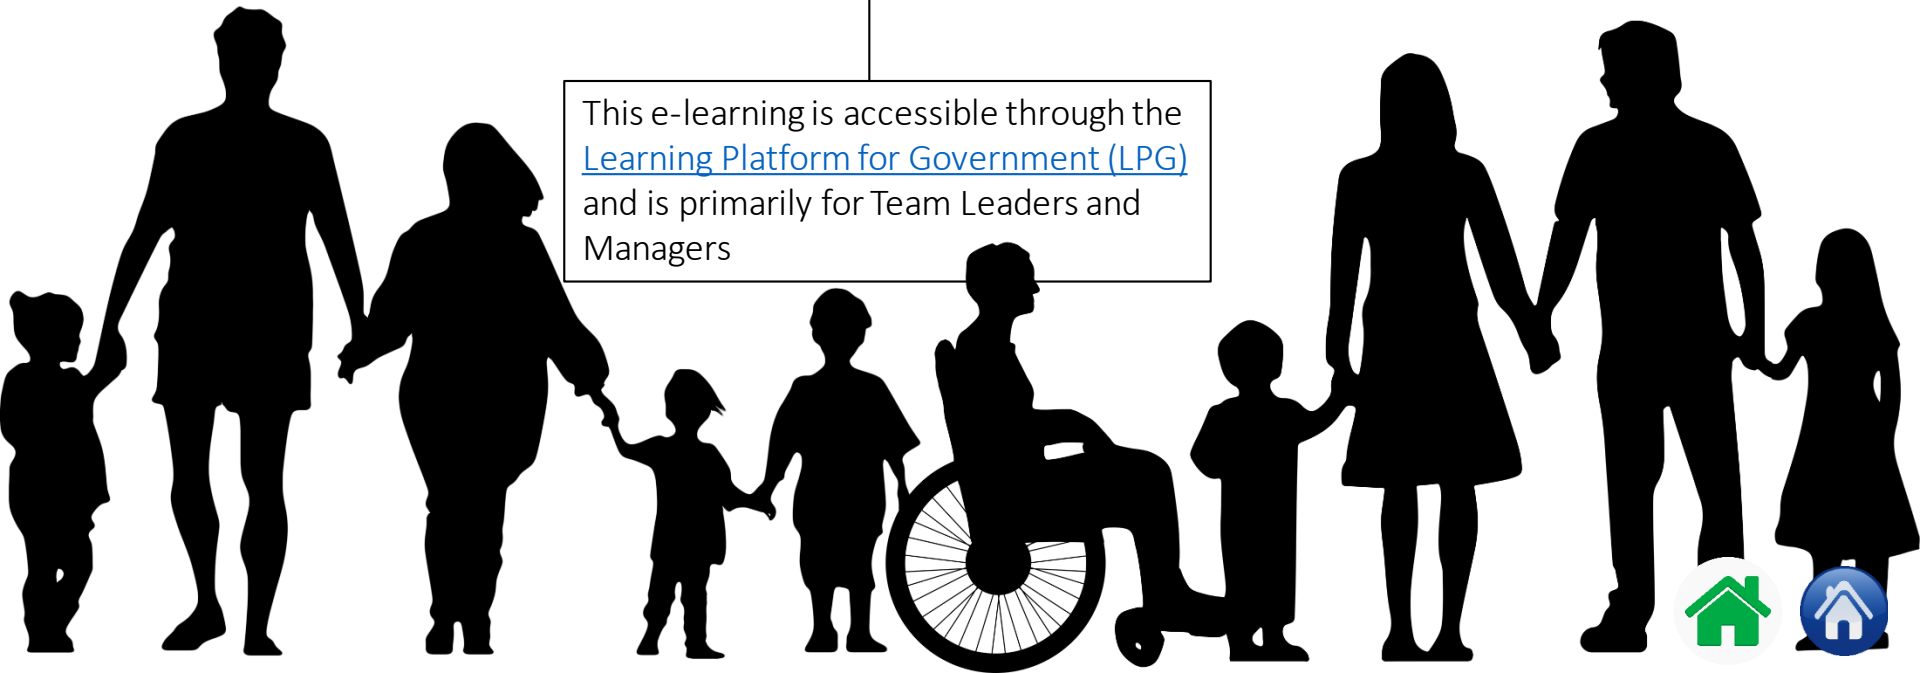 This e-learning is accessible through the
Learning Platform for Government (LPG)
and is primarily for Team Leaders and
Managers